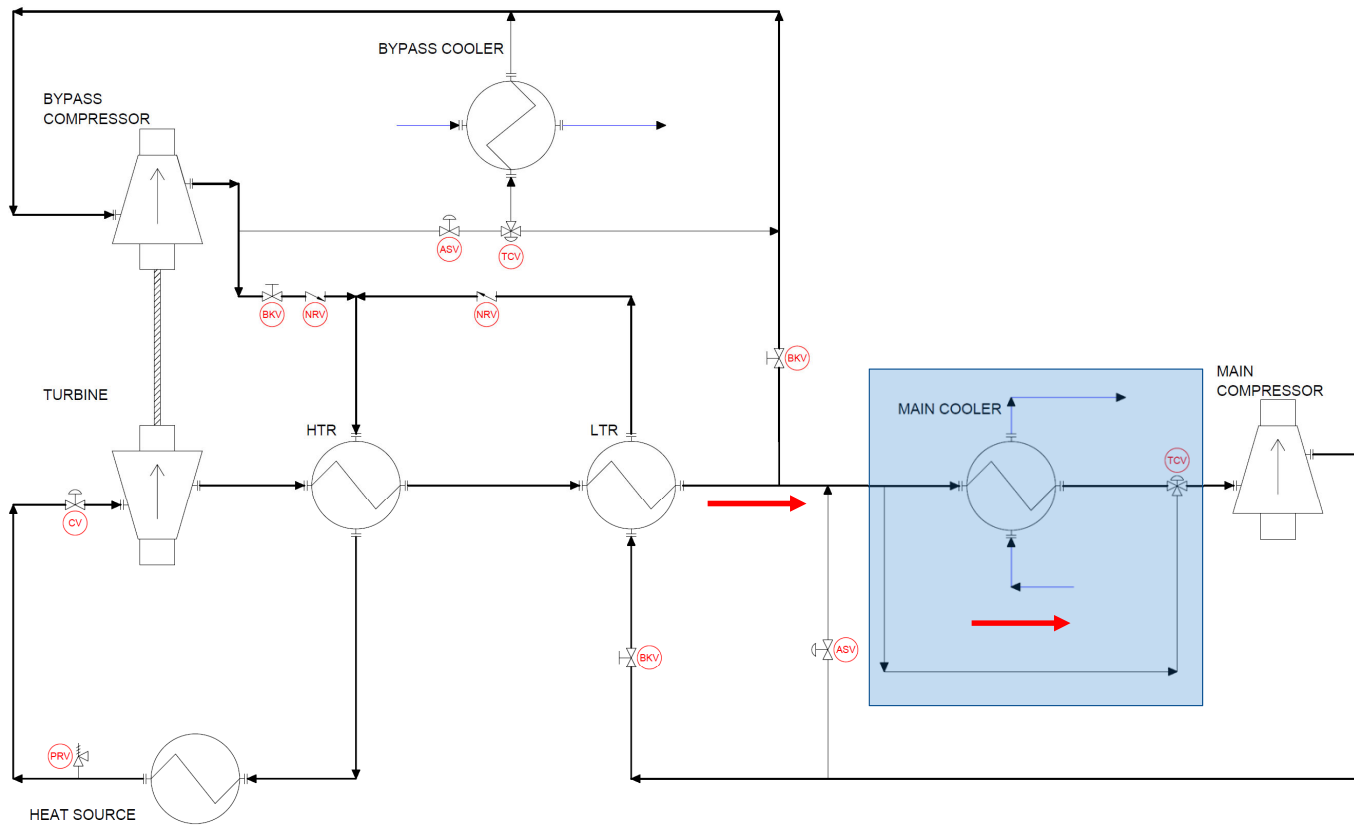 BYPASS COOLER
BYPASS
COMPRESSOR
ASV
TCV
BKV
NRV
NRV
BKV
TURBINE
HTR
LTR
MAIN COOLER
MAIN
COMPRESSOR
TCV
CV
BKV
ASV
PRV
HEAT SOURCE